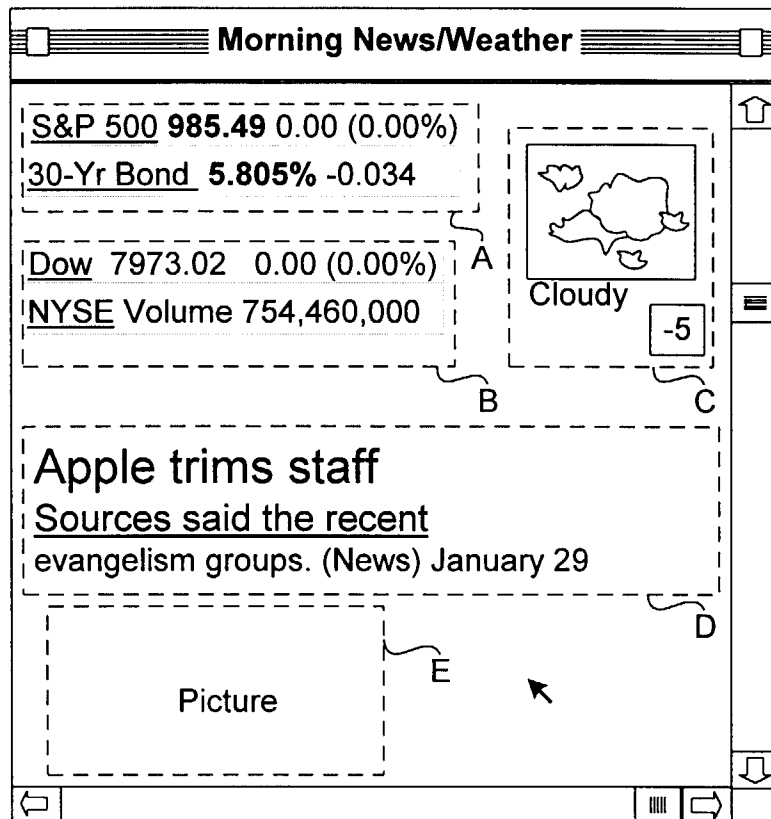 Morning News/Weather
S&P 500 985.49 0.00 (0.00%)
30-Yr Bond 5.805% -0.034
A
Dow 7973.02 0.00 (0.00%)
NYSE Volume 754,460,000
B
Cloudy
-5
C
Apple trims staff
Sources said the recent
evangelism groups. (News) January 29
D
Picture
E